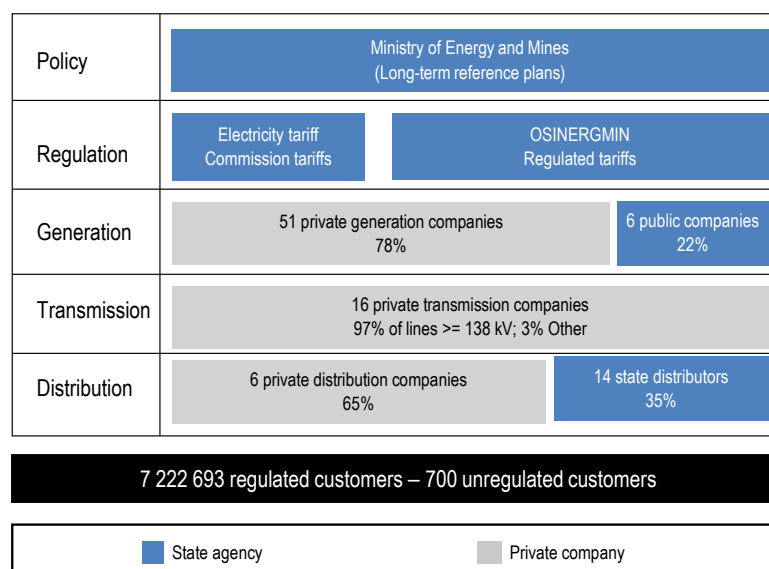 Policy
Ministry of Energy and Mines
(Long-term reference plans)
Regulation
Electricity tariff
Commission tariffs
OSINERGMIN
Regulated tariffs
Generation
51 private generation companies
78%
6 public companies
22%
Transmission
16 private transmission companies
97% of lines >= 138 kV; 3% Other
Distribution
6 private distribution companies
65%
14 state distributors
35%
7 222 693 regulated customers – 700 unregulated customers
State agency
Private company